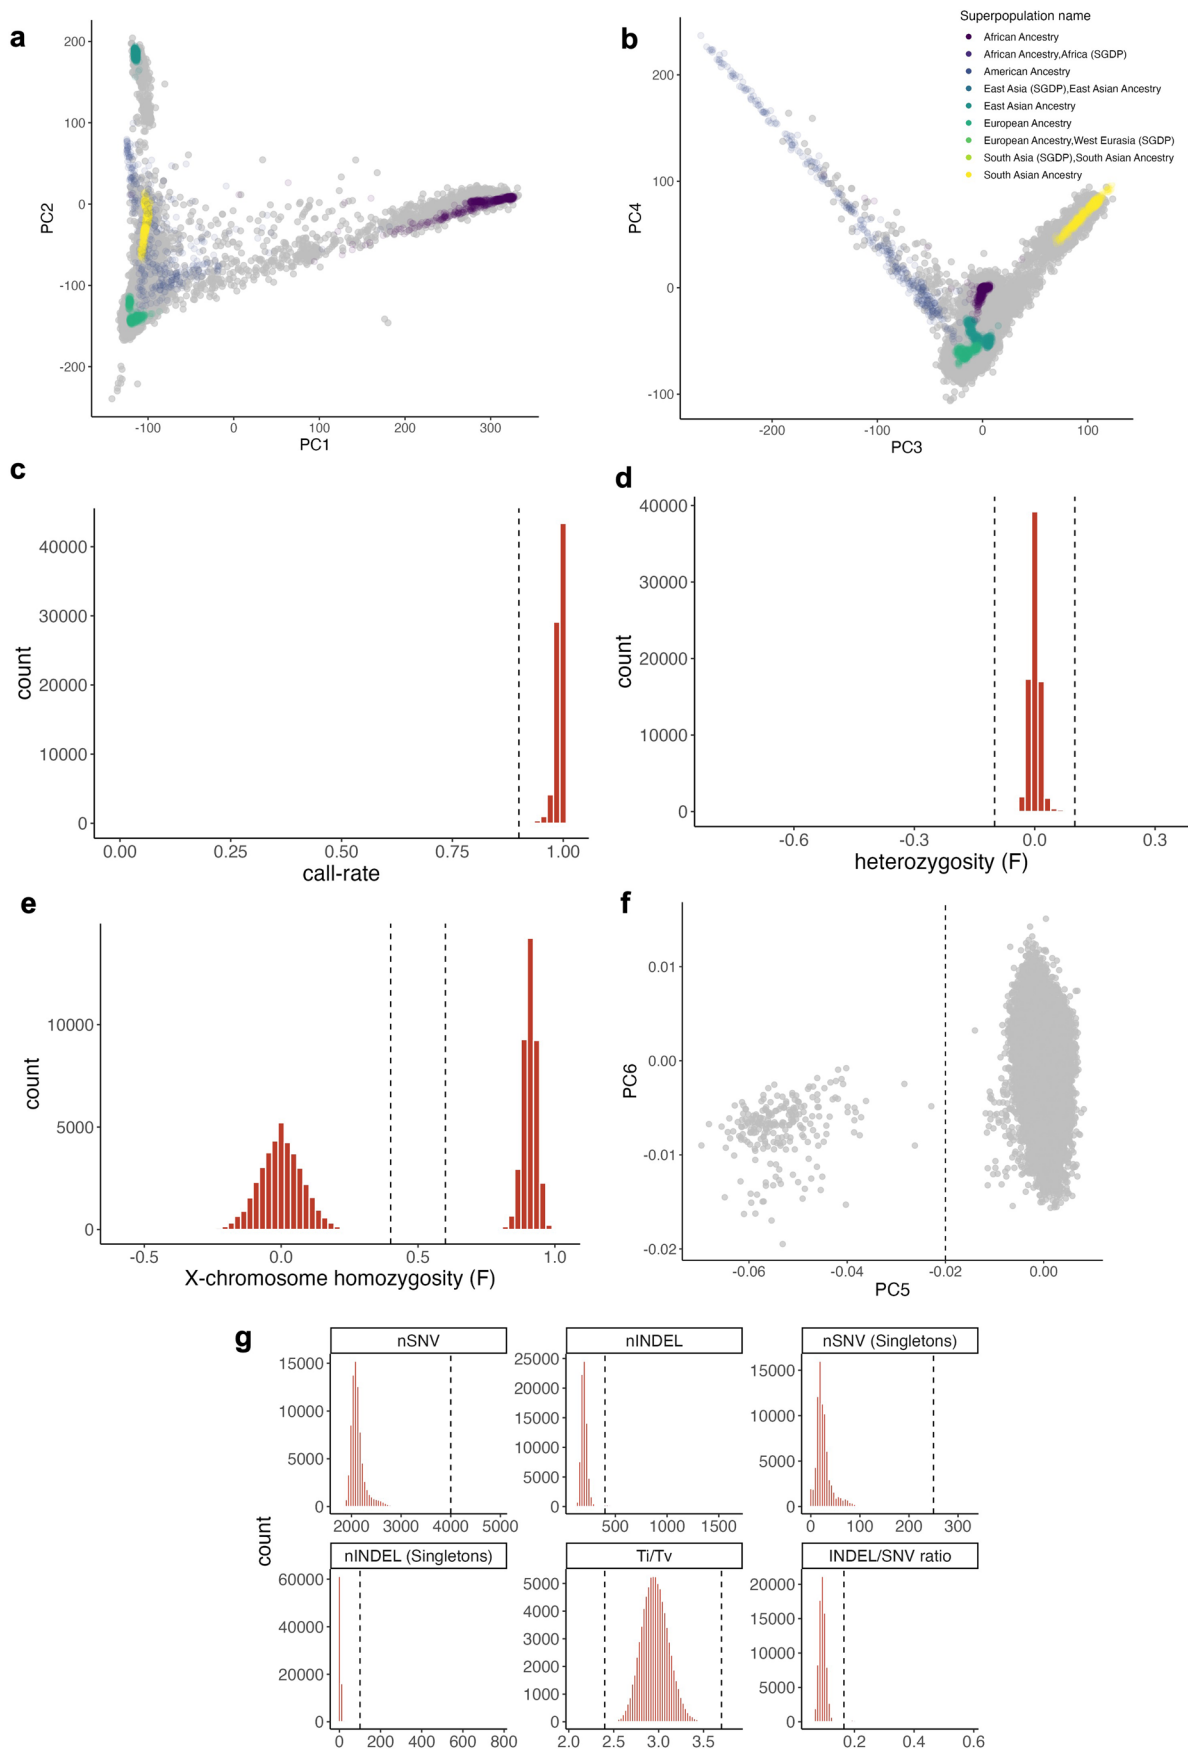 a
200
100
0
-100
-200
PC2
-100 0 100 200 300
PC1
b
200
100
0
-100
PC4
-200 -100 0 100
PC3
Superpopulation name
African Ancestry
African Ancestry,Africa (SGDP)
American Ancestry
East Asia (SGDP),East Asian Ancestry
East Asian Ancestry
European Ancestry
European Ancestry,West Eurasia (SGDP)
South Asia (SGDP),South Asian Ancestry
South Asian Ancestry
c
40000
30000
20000
10000
0
count
0.00 0.25 0.50 0.75 1.00
call-rate
d
40000
30000
20000
10000
0
count
-0.6 -0.3 0.0 0.3
heterozygosity (F)
e
10000
5000
0
count
-0.5 0.0 0.5 1.0
X-chromosome homozygosity (F)
f
0.01
0.00
-0.01
-0.02
PC6
-0.06 -0.04 -0.02 0.00
PC5
g
count
nSNV
15000
10000
5000
0
2000 3000 4000 5000
nINDEL
25000
20000
15000
10000
5000
0
500 1000 1500
nSNV (Singletons)
15000
10000
5000
0
0 100 200 300
nINDEL (Singletons)
60000
40000
20000
0
0 200 400 600 800
Ti/Tv
5000
4000
3000
2000
1000
0
2.0 2.5 3.0 3.5
INDEL/SNV ratio
20000
15000
10000
5000
0
0.2 0.4 0.6